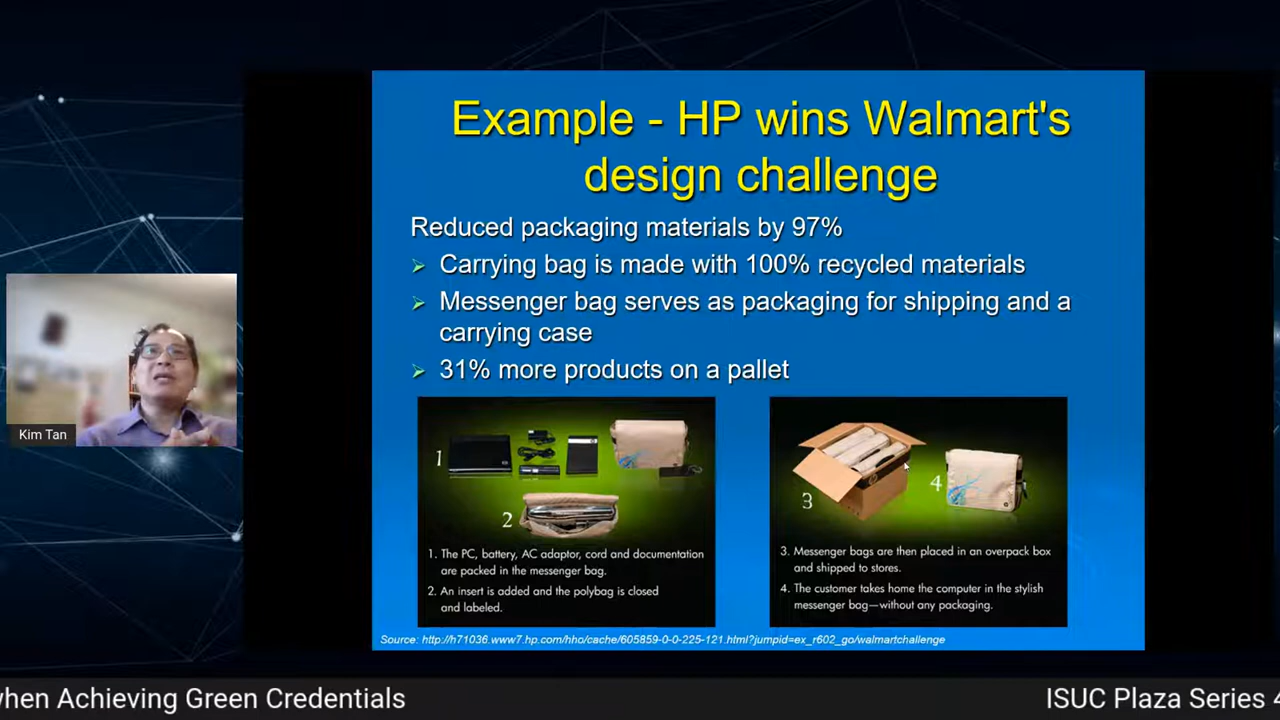 Example - HP wins Walmart's
design challenge
Reduced packaging materials by 97%
Carrying bag is made with 100% recycled materials
Messenger bag serves as packaging for shipping and a
carrying case
31% more products on a pallet
1
2
1. The PC, battery, AC adaptor, cord and documentation
are packed in the messenger bag.
2. An insert is added and the polybag is closed
and labeled.
3
4
3. Messenger bags are then placed in an overpack box
and shipped to stores.
4. The customer takes home the computer in the stylish
messenger bag—without any packaging.
Source: http://h71036.www7.hp.com/hho/cache/605859-0-0-225-121.html?jumpid=ex_r602_go/walmartchallenge
Kim Tan
when Achieving Green Credentials
ISUC Plaza Series 4